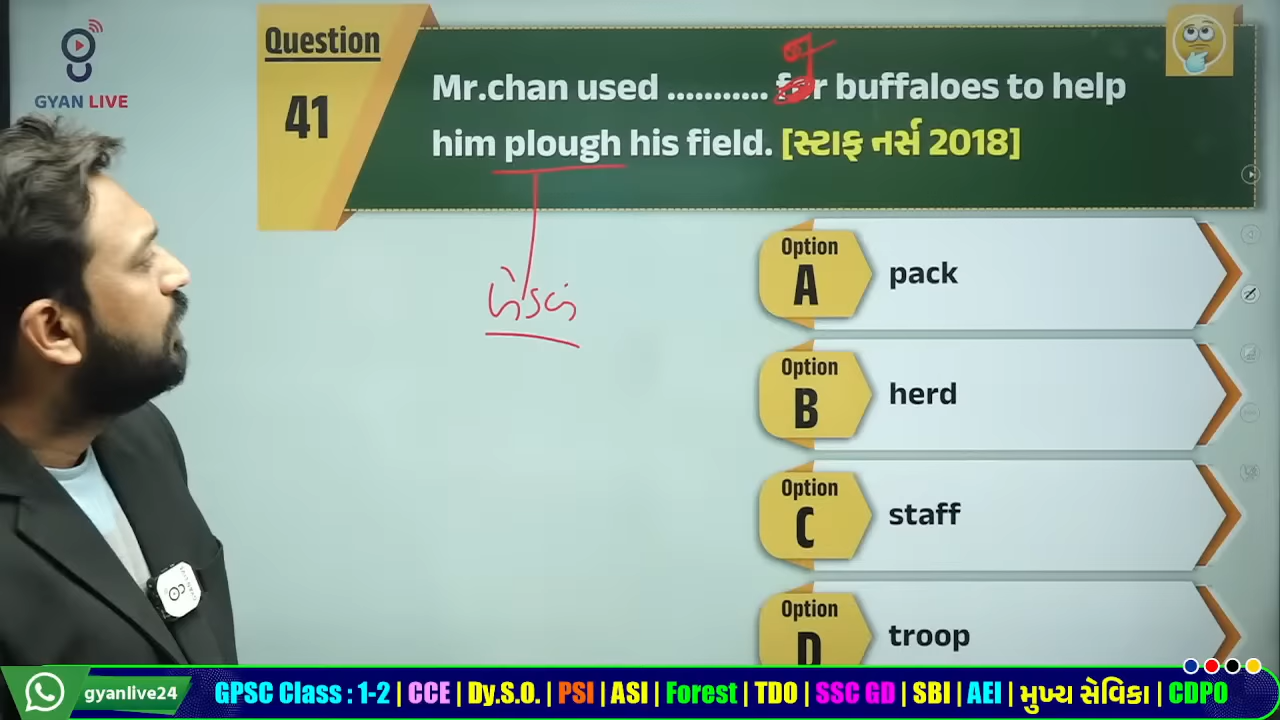 GYAN LIVE
Question
41
Mr.chan used ........... for buffaloes to help
him plough his field. [સ્ટાફ નર્સ 2018]
of
ખેડવું
Option
A
pack
Option
B
herd
Option
C
staff
Option
D
troop
gyanlive24
GPSC Class : 1-2 | CCE | Dy.S.O. | PSI | ASI | Forest | TDO | SSC GD | SBI | AEI | મુખ્ય સેવિકા | CDPO